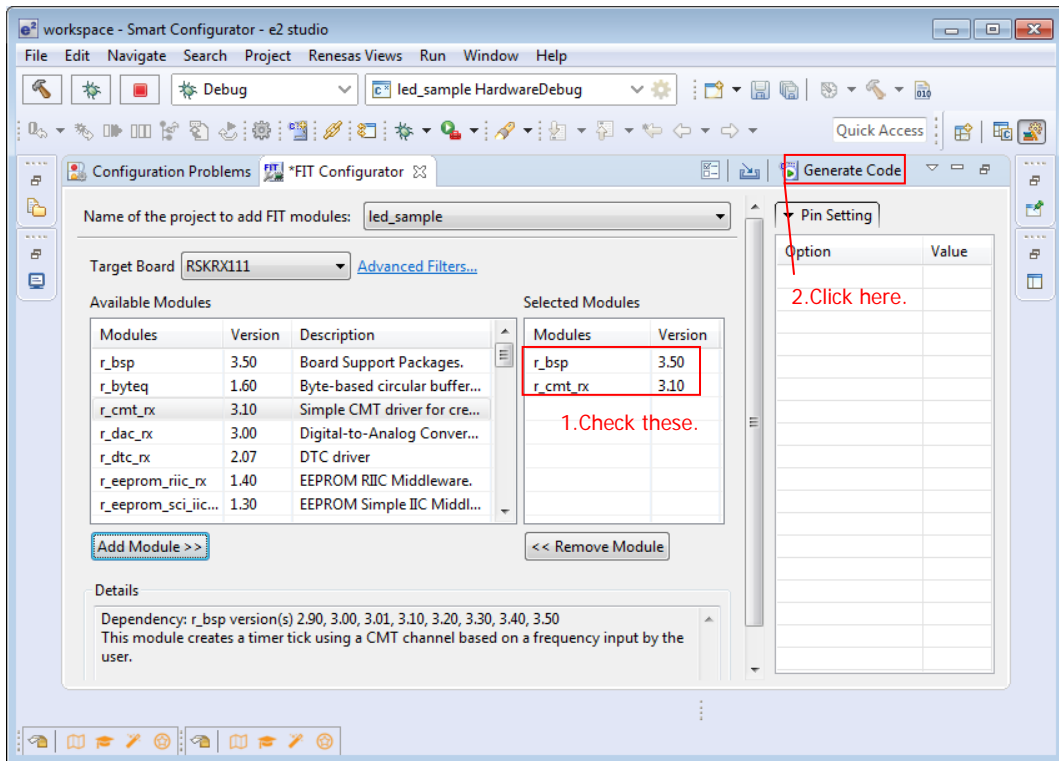 workspace - Smart Configurator - e2 studio
File Edit Navigate Search Project Renesas Views Run Window Help
Debug
led_sample HardwareDebug
Quick Access
Configuration Problems
*FIT Configurator
Generate Code
Name of the project to add FIT modules: led_sample
Pin Setting
Target Board RSKRX111 Advanced Filters...
Option Value
2.Click here.
Available Modules
Modules Version Description
r_bsp 3.50 Board Support Packages.
r_byteq 1.60 Byte-based circular buffer...
r_cmt_rx 3.10 Simple CMT driver for cre...
r_dac_rx 3.00 Digital-to-Analog Conver...
r_dtc_rx 2.07 DTC driver
r_eeprom_riic_rx 1.40 EEPROM RIIC Middleware.
r_eeprom_sci_iic... 1.30 EEPROM Simple IIC Middl...
Selected Modules
Modules Version
r_bsp 3.50
r_cmt_rx 3.10
1.Check these.
Add Module >>
<< Remove Module
Details
Dependency: r_bsp version(s) 2.90, 3.00, 3.01, 3.10, 3.20, 3.30, 3.40, 3.50
This module creates a timer tick using a CMT channel based on a frequency input by the
user.